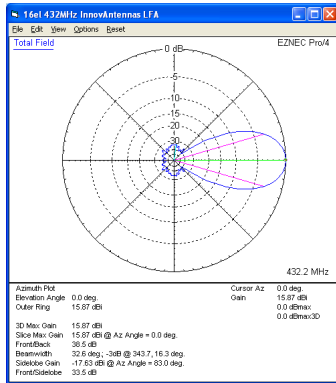 16el 432MHz InnovAntennas LFA
File Edit View Options Reset
Total Field
EZNEC Pro/4
0 dB
-5
-10
-15
-20
-30
432.2 MHz
Azimuth Plot
Elevation Angle 0.0 deg.
Outer Ring 15.87 dBi
Cursor Az 0.0 deg.
Gain 15.87 dBi
0.0 dBmax
0.0 dBmax3D
3D Max Gain 15.87 dBi
Slice Max Gain 15.87 dBi @ Az Angle = 0.0 deg.
Front/Back 38.5 dB
Beamwidth 32.6 deg.; -3dB @ 343.7, 16.3 deg.
Sidelobe Gain -17.63 dBi @ Az Angle = 83.0 deg.
Front/Sidelobe 33.5 dB